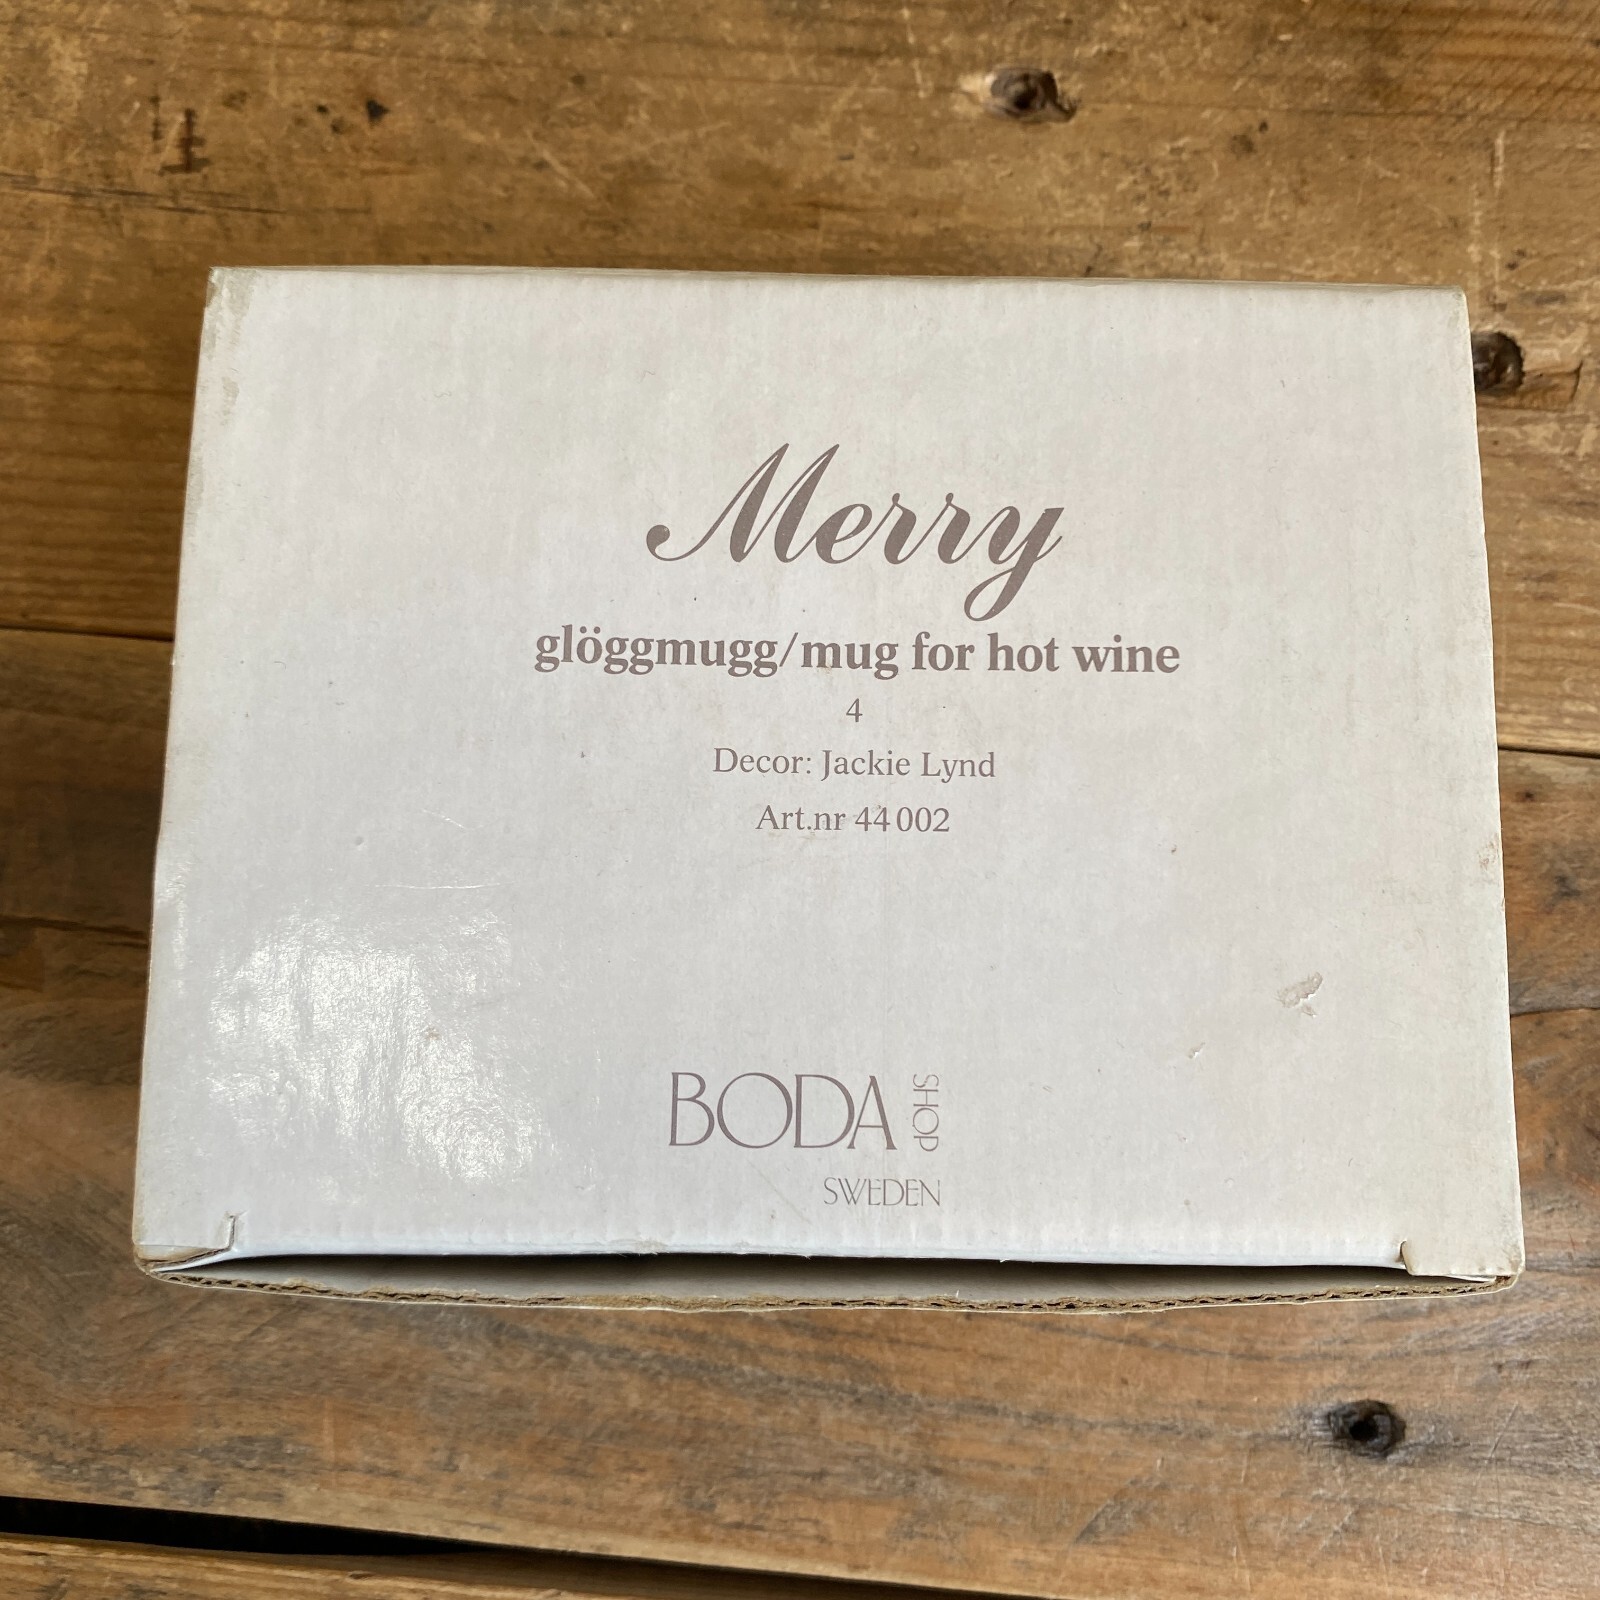 Merry
glöggmugg/mug for hot wine
4
Decor: Jackie Lynd
Art.nr 44 002
BODA SHOP
SWEDEN